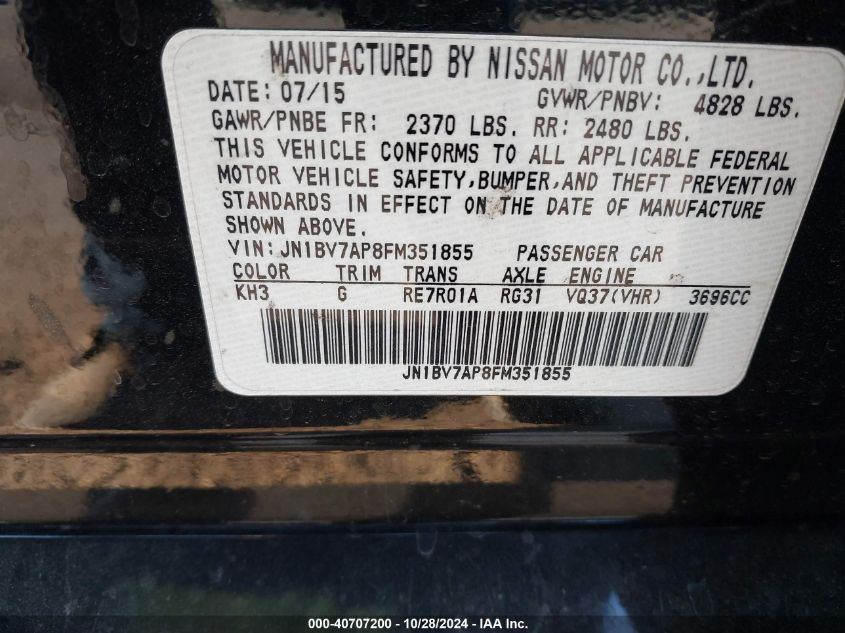 MANUFACTURED BY NISSAN MOTOR CO.,LTD.
DATE: 07/15 GVWR/PNBV: 4828 LBS.
GAWR/PNBE FR: 2370 LBS. RR: 2480 LBS.
THIS VEHICLE CONFORMS TO ALL APPLICABLE FEDERAL
MOTOR VEHICLE SAFETY,BUMPER,AND THEFT PREVENTION
STANDARDS IN EFFECT ON THE DATE OF MANUFACTURE
SHOWN ABOVE.
VIN:JN1BV7AP8FM351855 PASSENGER CAR
COLOR TRIM TRANS AXLE ENGINE
KH3 G RE7R01A RG31 VQ37(VHR) 3696CC
JN1BV7AP8FM351855
000-40707200 - 10/28/2024 - IAA Inc.